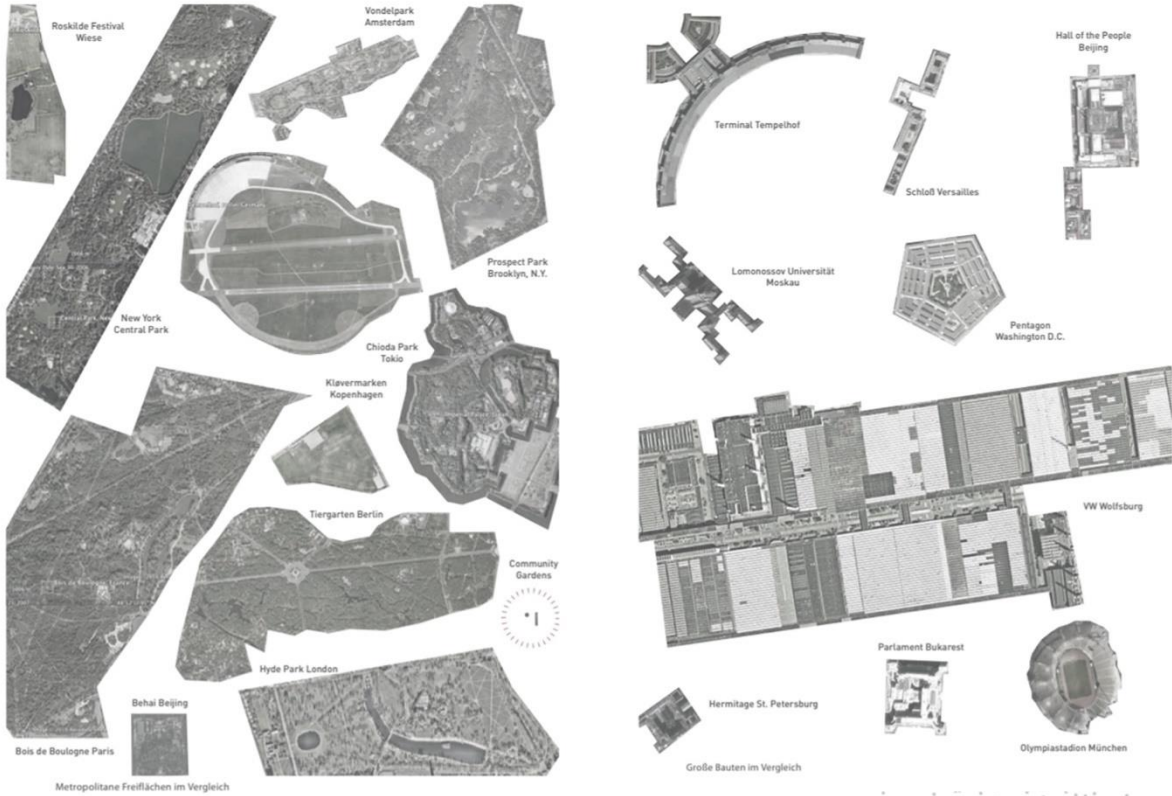 Roskilde Festival
Wiese
Vondelpark
Amsterdam
Prospect Park
Brooklyn, N.Y.
New York
Central Park
Chioda Park
Tokio
Kløvermarken
Kopenhagen
Tiergarten Berlin
Community
Gardens
Hyde Park London
Behai Beijing
Bois de Boulogne Paris
Metropolitane Freiflächen im Vergleich
Hall of the People
Beijing
Terminal Tempelhof
Schloß Versailles
Lomonossov Universität
Moskau
Pentagon
Washington D.C.
VW Wolfsburg
Parlament Bukarest
Hermitage St. Petersburg
Olympiastadion München
Große Bauten im Vergleich